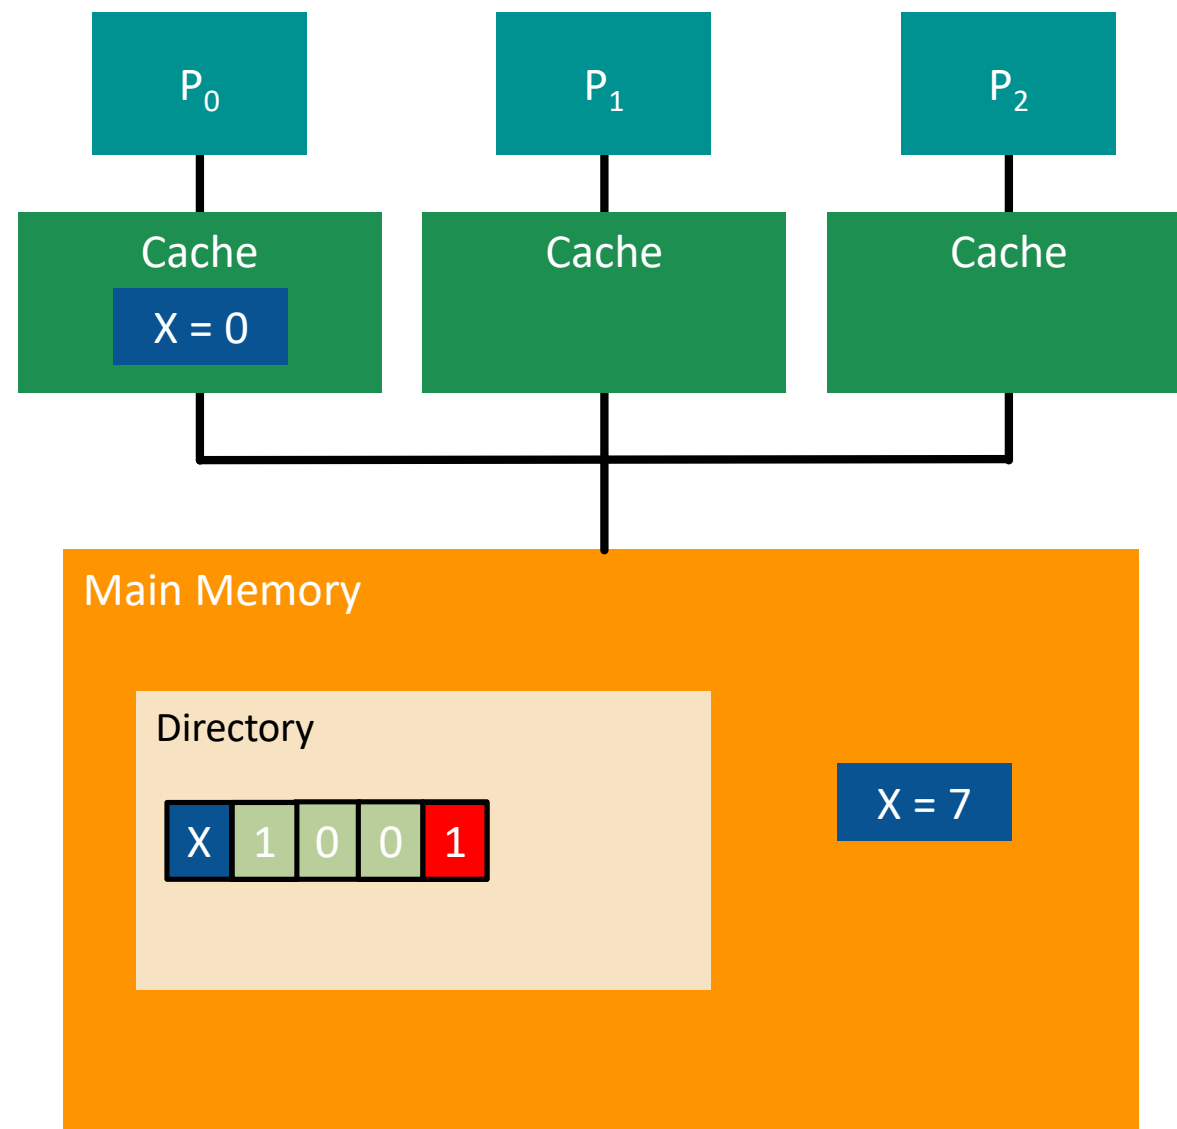 P₀
P₁
P₂
Cache
Cache
Cache
X = 0
Main Memory
Directory
X = 7
X 1 0 0 1